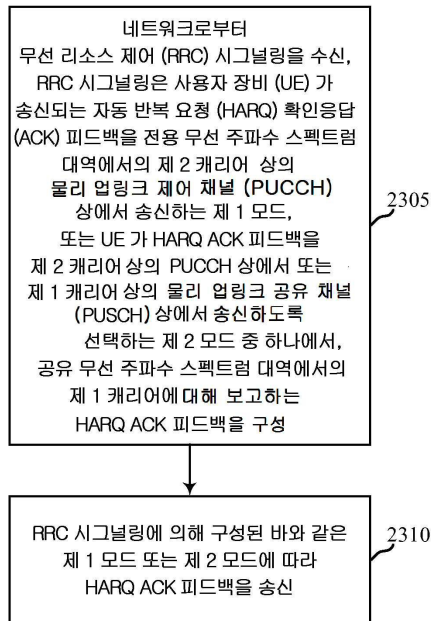 네트워크로부터
무선 리소스 제어 (RRC) 시그널링을 수신,
RRC 시그널링은 사용자 장비 (UE) 가
송신되는 자동 반복 요청 (HARQ) 확인응답
(ACK) 피드백을 전용 무선 주파수 스펙트럼
대역에서의 제 2 캐리어 상의
물리 업링크 제어 채널 (PUCCH)
상에서 송신하는 제 1 모드,
또는 UE 가 HARQ ACK 피드백을
제 2 캐리어 상의 PUCCH 상에서 또는
제 1 캐리어 상의 물리 업링크 공유 채널
(PUSCH) 상에서 송신하도록
선택하는 제 2 모드 중 하나에서,
공유 무선 주파수 스펙트럼 대역에서의
제 1 캐리어에 대해 보고하는
HARQ ACK 피드백을 구성
2305
RRC 시그널링에 의해 구성된 바와 같은
제 1 모드 또는 제 2 모드에 따라
HARQ ACK 피드백을 송신
2310